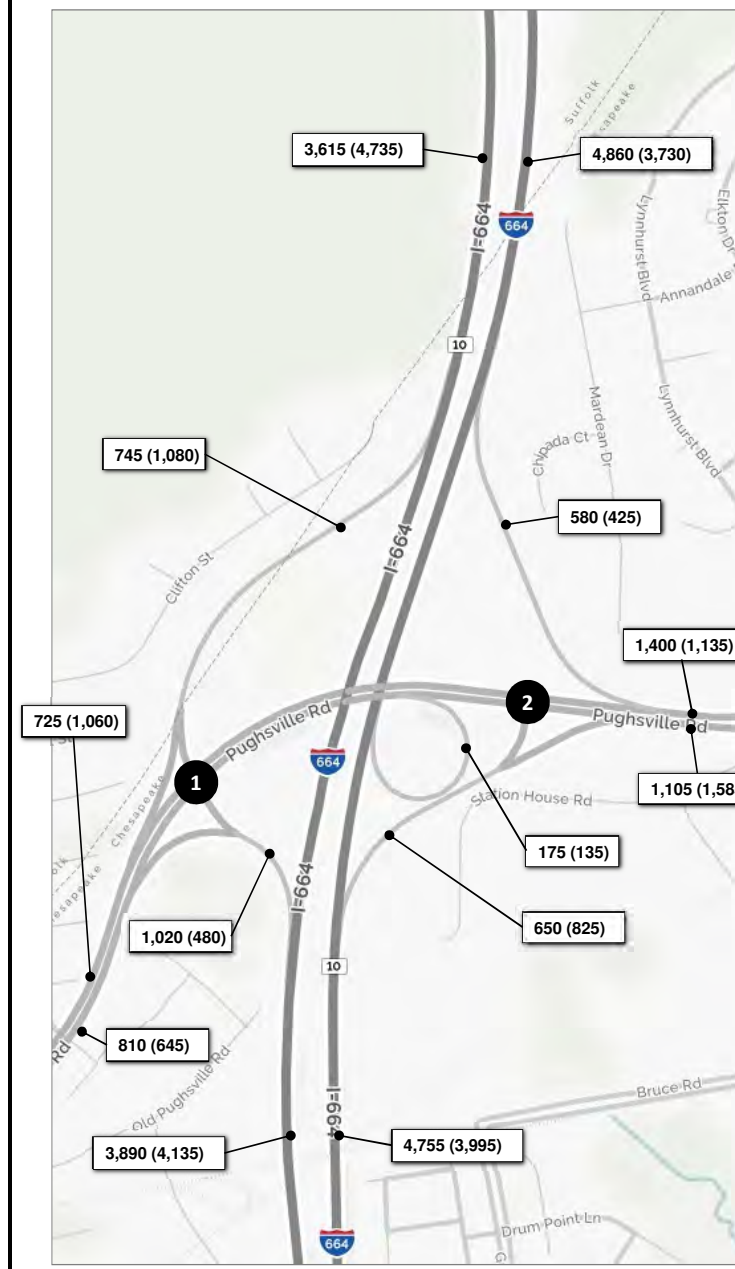 Suffolk
Chesapeake
3,615 (4,735)
4,860 (3,730)
I-664
664
Lynnhurst Blvd
Elkton Dr
Annandale
10
Mardean Dr
Lynnhurst Blvd
Chipada Ct
745 (1,080)
580 (425)
I-664
Clifton St
1,400 (1,135)
2
Pughsville Rd
725 (1,060)
Pughsville Rd
664
1
1,105 (1,58
Station House Rd
Chesapeake
175 (135)
I-664
650 (825)
1,020 (480)
10
810 (645)
Rd
Old Pughsville Rd
Bruce Rd
I-664
3,890 (4,135)
4,755 (3,995)
Drum Point Ln
664
G